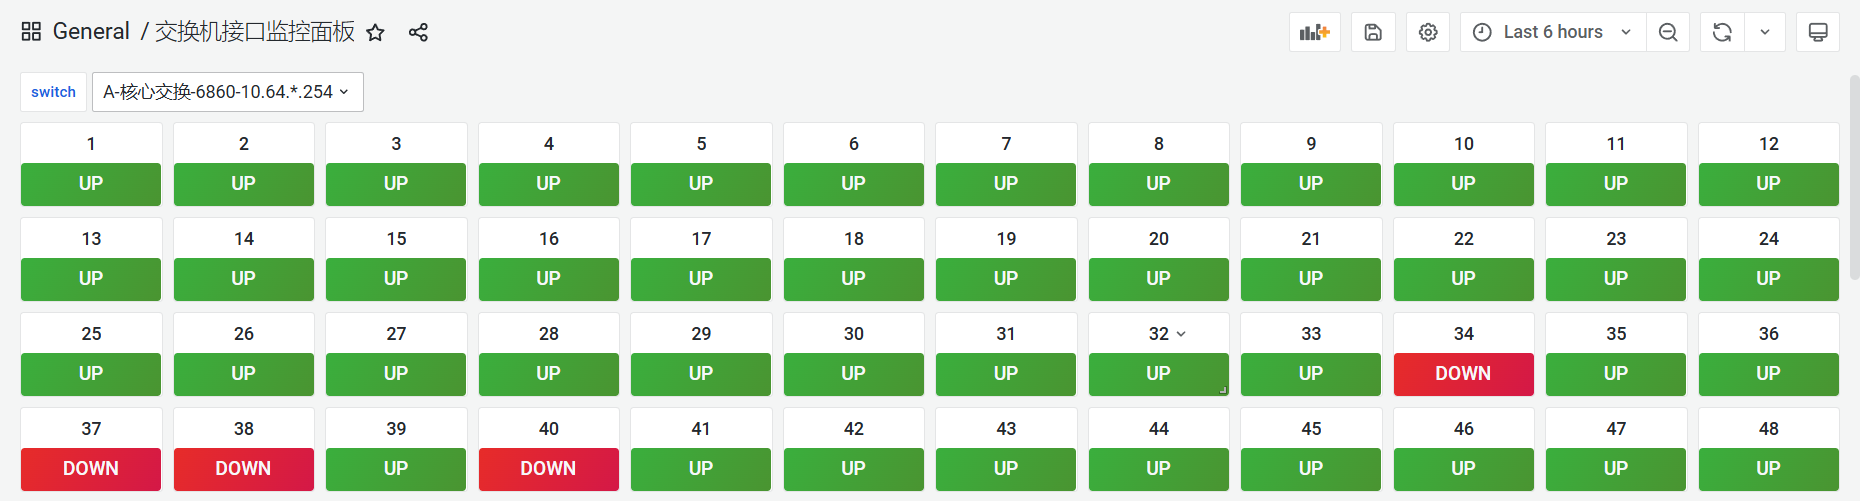 General / 交换机接口监控面板
Last 6 hours
switch A-核心交换-6860-10.64.*.254
1 2 3 4 5 6 7 8 9 10 11 12
UP UP UP UP UP UP UP UP UP UP UP UP
13 14 15 16 17 18 19 20 21 22 23 24
UP UP UP UP UP UP UP UP UP UP UP UP
25 26 27 28 29 30 31 32 33 34 35 36
UP UP UP UP UP UP UP UP UP DOWN UP UP
37 38 39 40 41 42 43 44 45 46 47 48
DOWN DOWN UP DOWN UP UP UP UP UP UP UP UP